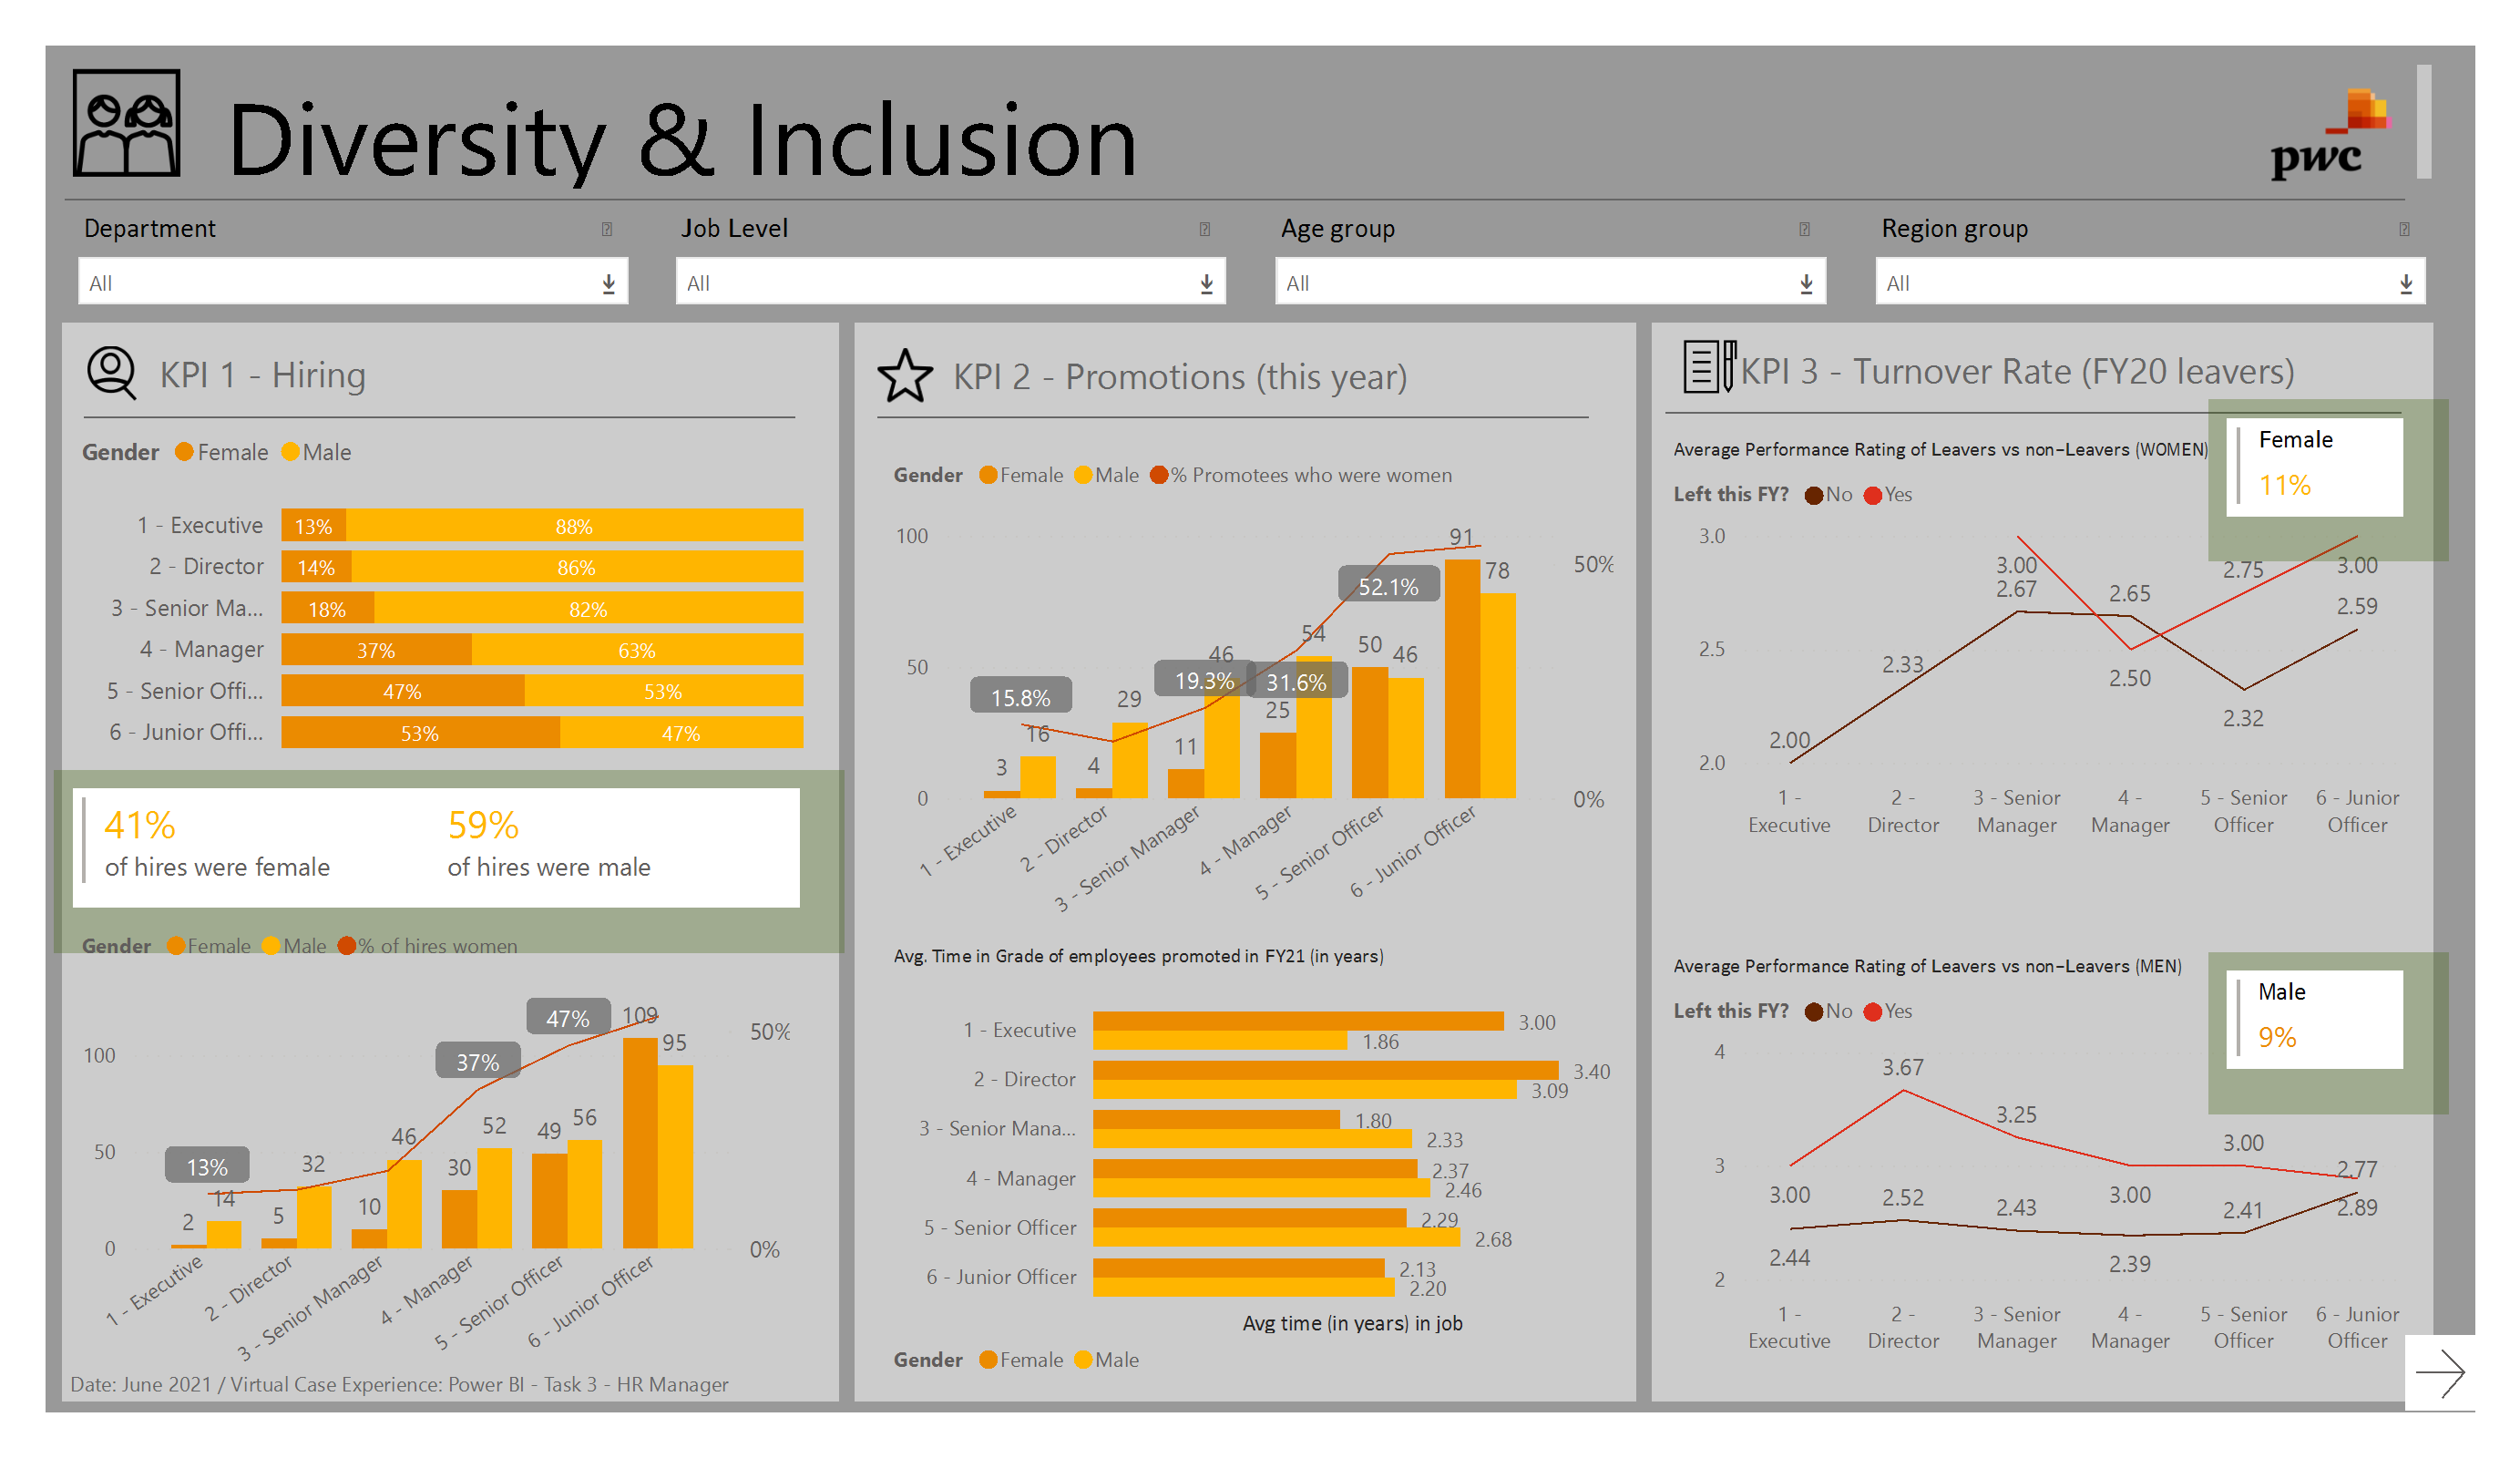 Diversity & Inclusion
pwc
Department
Job Level
Age group
Region group
All
All
All
All
KPI 1 - Hiring
Gender Female Male
1 - Executive 13% 88%
2 - Director 14% 86%
3 - Senior Ma... 18% 82%
4 - Manager 37% 63%
5 - Senior Offi... 47% 53%
6 - Junior Offi... 53% 47%
41% 59%
of hires were female of hires were male
Gender Female Male % of hires women
100
50
0
50%
0%
13%
37%
47%
2
14
5
32
10
46
30
52
49
56
109
95
1 - Executive
2 - Director
3 - Senior Manager
4 - Manager
5 - Senior Officer
6 - Junior Officer
Date: June 2021 / Virtual Case Experience: Power BI - Task 3 - HR Manager
KPI 2 - Promotions (this year)
Gender Female Male % Promotees who were women
100
50
0
50%
0%
15.8%
19.3%
31.6%
52.1%
3
16
4
29
11
46
25
54
50
46
91
78
1 - Executive
2 - Director
3 - Senior Manager
4 - Manager
5 - Senior Officer
6 - Junior Officer
Avg. Time in Grade of employees promoted in FY21 (in years)
1 - Executive 3.00
1.86
2 - Director 3.40
3.09
3 - Senior Mana... 1.80
2.33
4 - Manager 2.37
2.46
5 - Senior Officer 2.29
2.68
6 - Junior Officer 2.13
2.20
Avg time (in years) in job
Gender Female Male
KPI 3 - Turnover Rate (FY20 leavers)
Average Performance Rating of Leavers vs non-Leavers (WOMEN)
Female
11%
Left this FY? No Yes
3.0
2.5
2.0
2.00
2.33
3.00
2.67
2.65
2.50
2.75
2.32
3.00
2.59
1 -
Executive
2 -
Director
3 - Senior
Manager
4 -
Manager
5 - Senior
Officer
6 - Junior
Officer
Average Performance Rating of Leavers vs non-Leavers (MEN)
Male
9%
Left this FY? No Yes
4
3
2
3.00
2.44
3.67
2.52
3.25
2.43
3.00
2.39
3.00
2.41
2.77
2.89
1 -
Executive
2 -
Director
3 - Senior
Manager
4 -
Manager
5 - Senior
Officer
6 - Junior
Officer